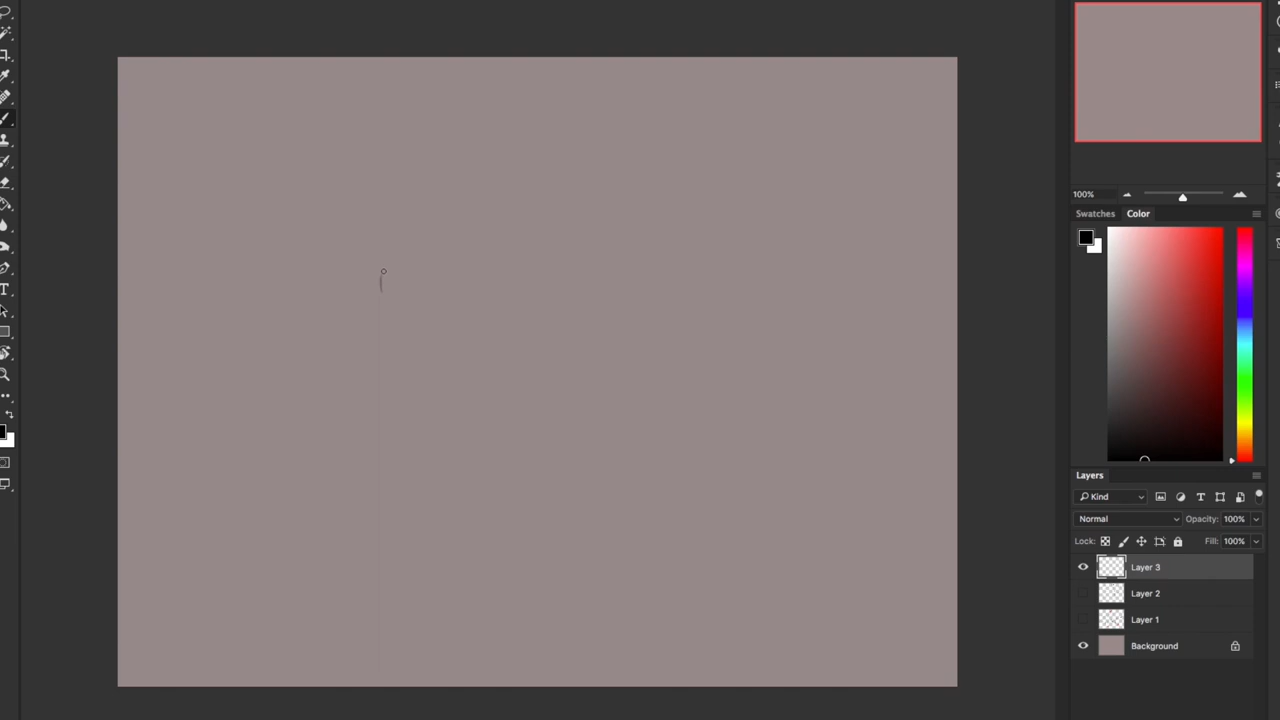 100%
Swatches Color
Kind
Normal Opacity: 100%
Lock: Fill: 100%
Layer 3
Layer 2
Layer 1
Background
Layers